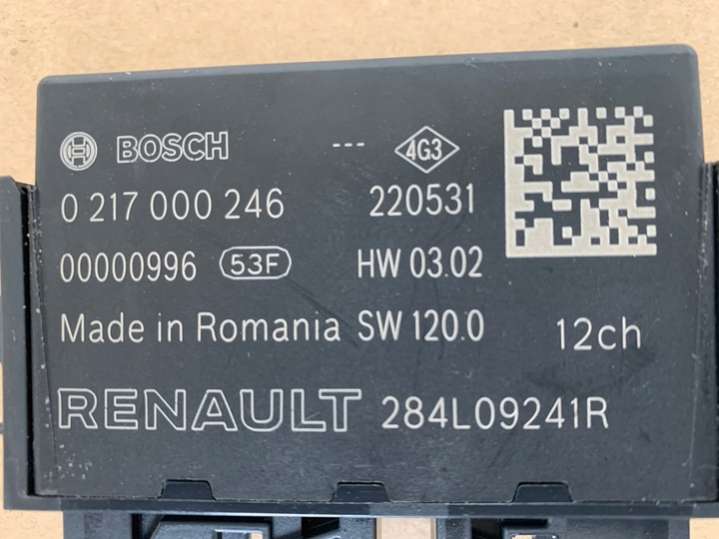 BOSCH --- 4G3
0 217 000 246 220531
00000996 53F HW 03.02
Made in Romania SW 120.0 12ch
RENAULT 284L09241R